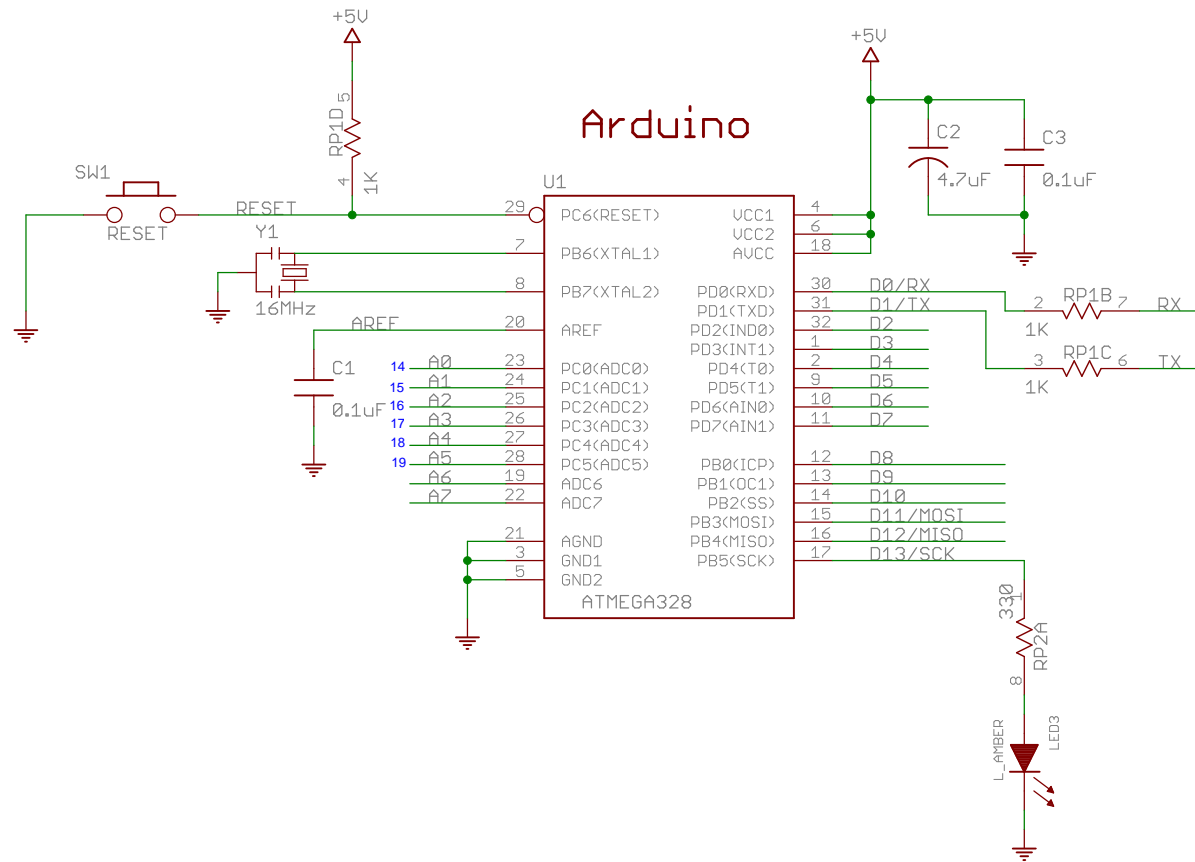 +5V
+5V
Arduino
5
RP1D
4
1K
C2
4.7uF
C3
0.1uF
SW1
RESET
RESET
U1
29 PC6(RESET) VCC1 4
VCC2 6
7 PB6(XTAL1) AVCC 18
Y1
16MHz
8 PB7(XTAL2) PD0(RXD) 30 D0/RX
PD1(TXD) 31 D1/TX
2 RP1B 7 RX
1K
AREF 20 AREF PD2(IND0) 32 D2
PD3(INT1) 1 D3
3 RP1C 6 TX
1K
C1
0.1uF
14 A0 23 PC0(ADC0) PD4(T0) 2 D4
15 A1 24 PC1(ADC1) PD5(T1) 9 D5
16 A2 25 PC2(ADC2) PD6(AIN0) 10 D6
17 A3 26 PC3(ADC3) PD7(AIN1) 11 D7
18 A4 27 PC4(ADC4)
19 A5 28 PC5(ADC5) PB0(ICP) 12 D8
A6 19 ADC6 PB1(OC1) 13 D9
A7 22 ADC7 PB2(SS) 14 D10
PB3(MOSI) 15 D11/MOSI
21 AGND PB4(MISO) 16 D12/MISO
3 GND1 PB5(SCK) 17 D13/SCK
5 GND2
ATMEGA328
330
1
RP2A
8
L_AMBER
LED3